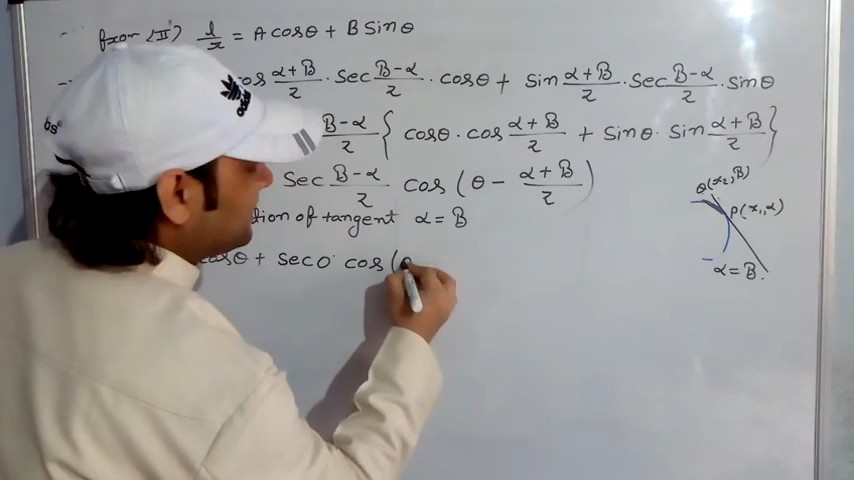 from (II) l/r = A cosθ + B sinθ
cos (α+B)/2 · sec (B-α)/2 · cosθ + sin (α+B)/2 · sec (B-α)/2 · sinθ
(B-α)/2 { cosθ · cos (α+B)/2 + sinθ · sin (α+B)/2 }
sec (B-α)/2 cos (θ - (α+B)/2)
tion of tangent α = B
cosθ + sec0° cos (θ
Q(r₂, B)
P(r₁, α)
α = B.
adidas